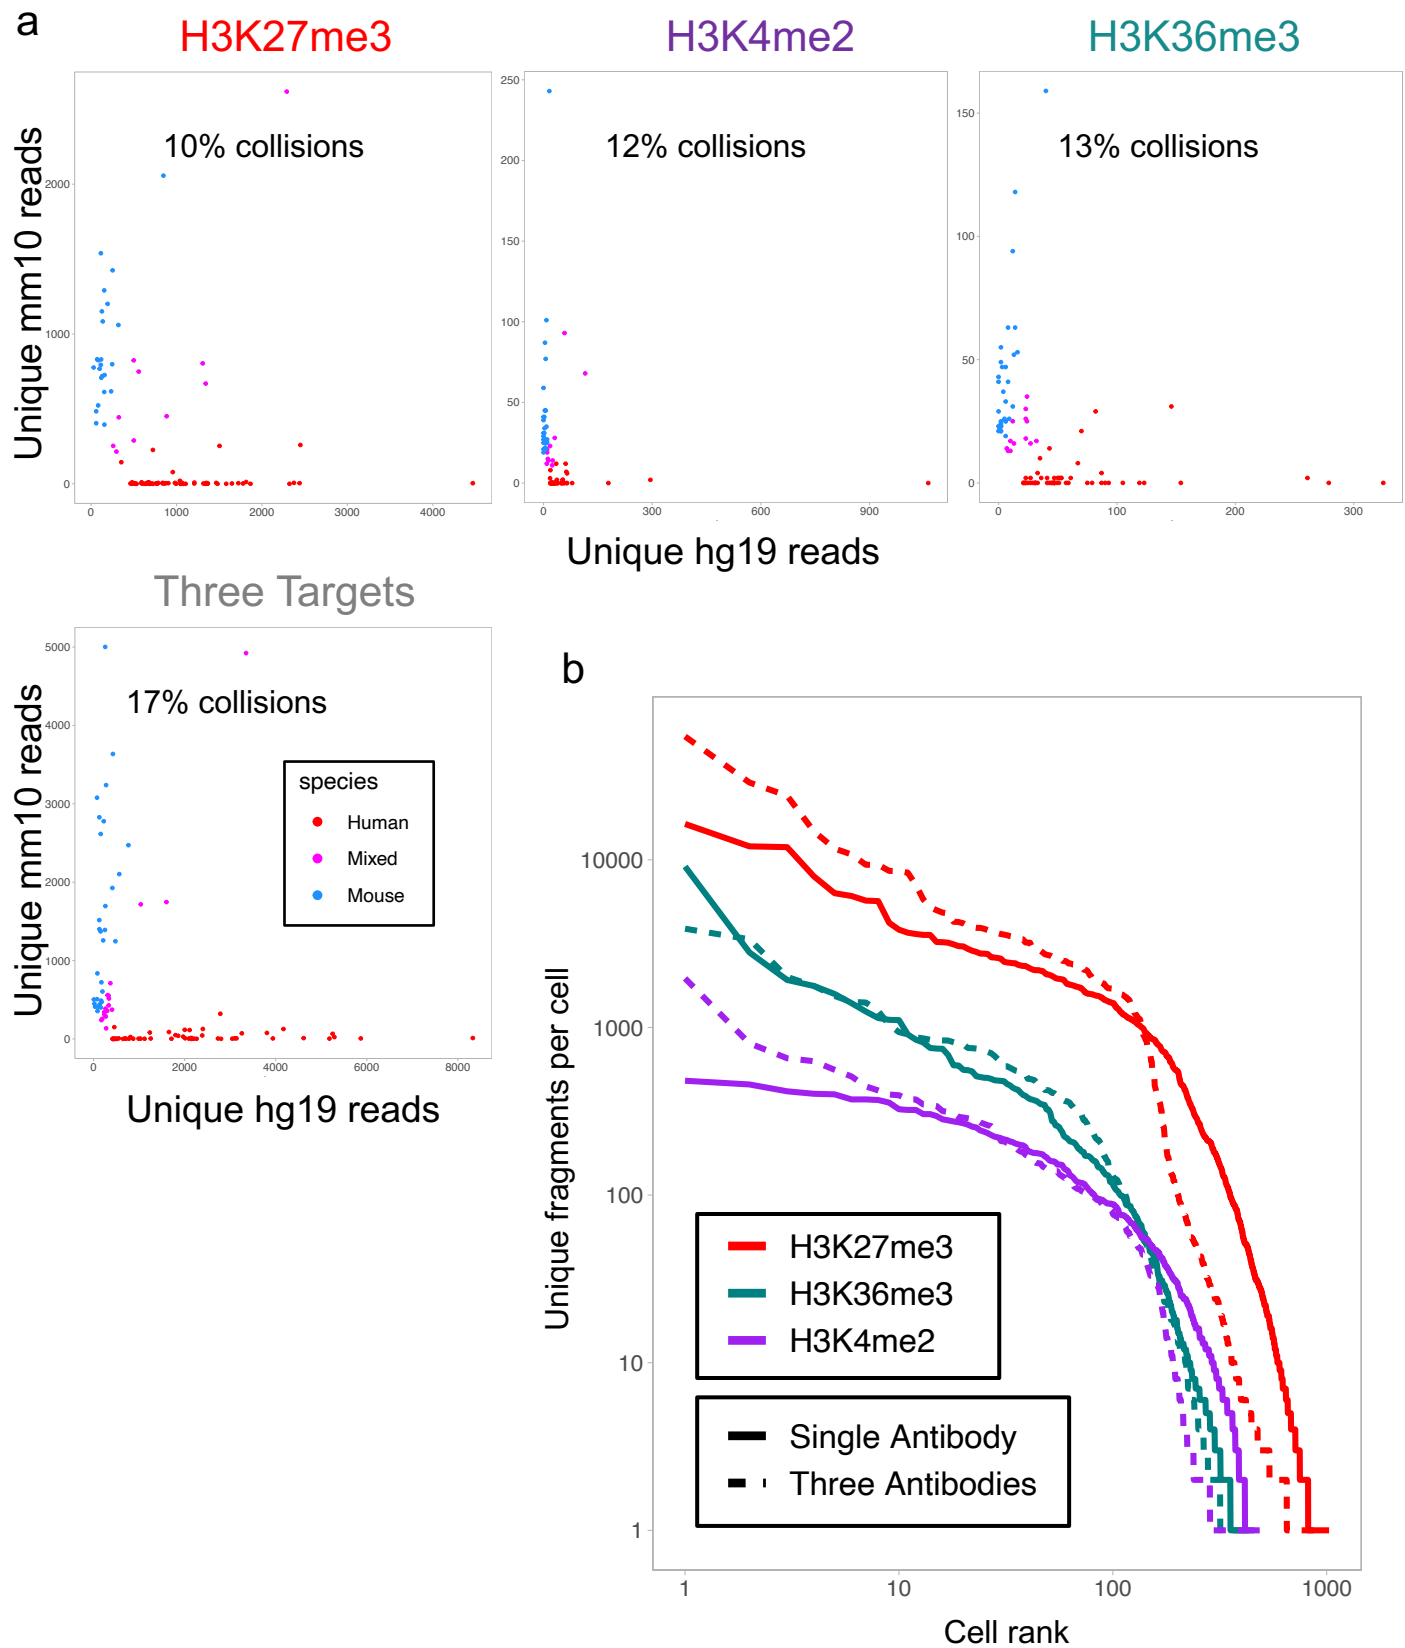 a
H3K27me3
H3K4me2
H3K36me3
Unique mm10 reads
10% collisions
2000
1000
0
0 1000 2000 3000 4000
12% collisions
250
200
150
100
50
0
0 300 600 900
13% collisions
150
100
50
0
0 100 200 300
Unique hg19 reads
Three Targets
Unique mm10 reads
17% collisions
5000
4000
3000
2000
1000
0
species
Human
Mixed
Mouse
0 2000 4000 6000 8000
Unique hg19 reads
b
Unique fragments per cell
10000
1000
100
10
1
H3K27me3
H3K36me3
H3K4me2
Single Antibody
Three Antibodies
1 10 100 1000
Cell rank